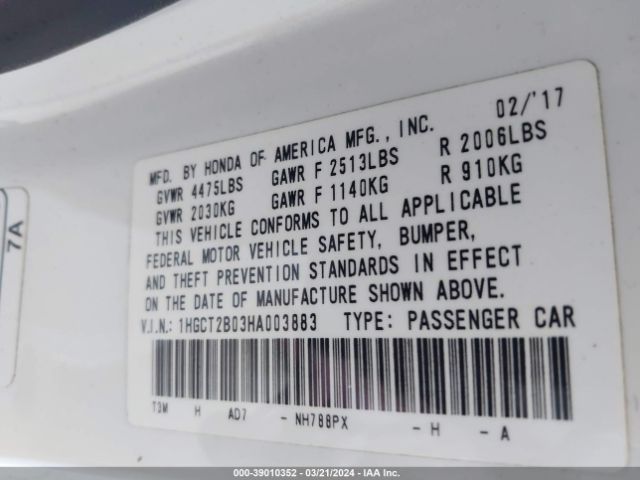 02/'17
MFD. BY HONDA OF AMERICA MFG., INC.
GVWR 4475LBS GAWR F 2513LBS R 2006LBS
GVWR 2030KG GAWR F 1140KG R 910KG
THIS VEHICLE CONFORMS TO ALL APPLICABLE
FEDERAL MOTOR VEHICLE SAFETY, BUMPER,
AND THEFT PREVENTION STANDARDS IN EFFECT
ON THE DATE OF MANUFACTURE SHOWN ABOVE.
V.I.N.: 1HGCT2B03HA003883 TYPE: PASSENGER CAR
T3M H AD7 - NH788PX - H - A
7A
000-39010352 - 03/21/2024 - IAA Inc.